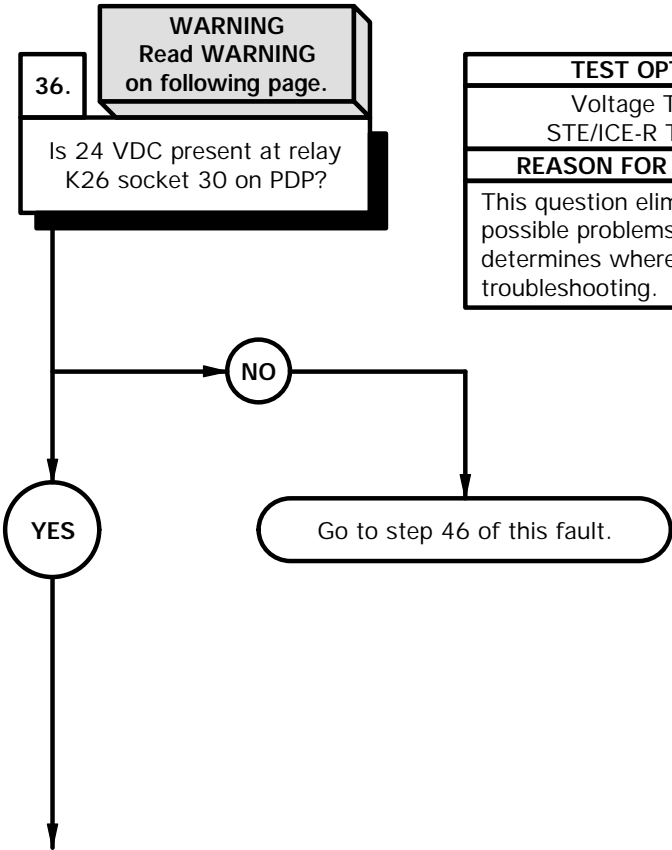 WARNING
Read WARNING
on following page.
36.
Is 24 VDC present at relay
K26 socket 30 on PDP?
TEST
Voltage
STE/ICE-R
REASON FOR
This question
possible problems
determines where
troubleshooting.
NO
YES
Go to step 46 of this fault.